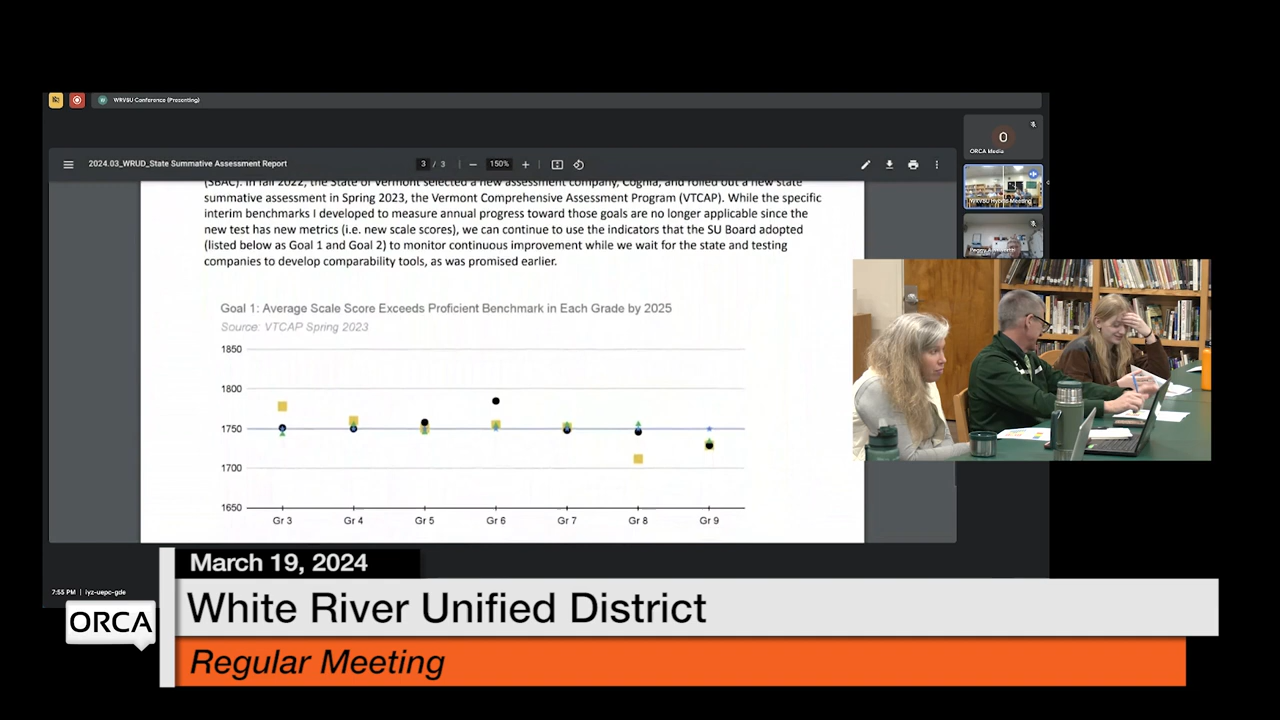 WRVSU Conference (Presenting)
2024.03_WRUD_State Summative Assessment Report
3 / 3
150%
(SBAC). In fall 2022, the State of Vermont selected a new assessment company, Cognia, and rolled out a new state
summative assessment in Spring 2023, the Vermont Comprehensive Assessment Program (VTCAP). While the specific
interim benchmarks I developed to measure annual progress toward those goals are no longer applicable since the
new test has new metrics (i.e. new scale scores), we can continue to use the indicators that the SU Board adopted
(listed below as Goal 1 and Goal 2) to monitor continuous improvement while we wait for the state and testing
companies to develop comparability tools, as was promised earlier.
Goal 1: Average Scale Score Exceeds Proficient Benchmark in Each Grade by 2025
Source: VTCAP Spring 2023
1850
1800
1750
1700
1650
Gr 3 Gr 4 Gr 5 Gr 6 Gr 7 Gr 8 Gr 9
O
ORCA Media
WRVSU Hybrid Meeting
7:55 PM | iyz-uepc-gde
March 19, 2024
ORCA
White River Unified District
Regular Meeting